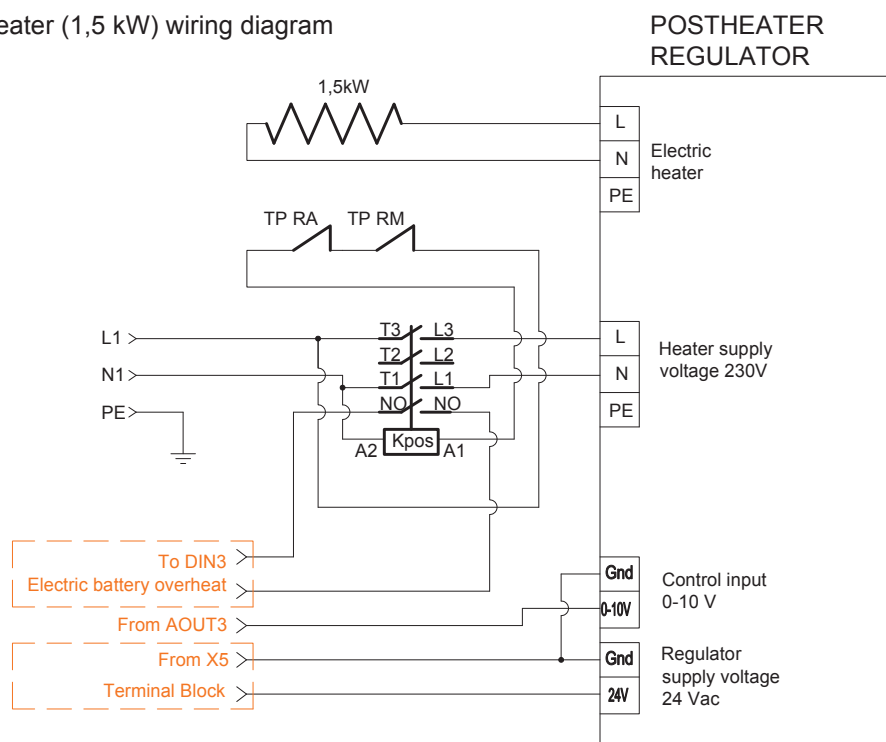 eater (1,5 kW) wiring diagram
POSTHEATER
REGULATOR
1,5kW
L
N
PE
Electric
heater
TP RA
TP RM
L1
N1
PE
T3
L3
T2
L2
T1
L1
NO
NO
A2
Kpos
A1
L
N
PE
Heater supply
voltage 230V
To DIN3
Electric battery overheat
From AOUT3
From X5
Terminal Block
Gnd
0-10V
Control input
0-10 V
Gnd
24V
Regulator
supply voltage
24 Vac